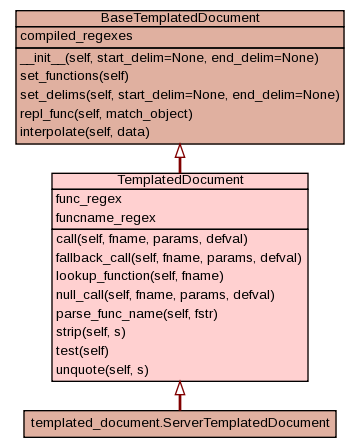 BaseTemplatedDocument
compiled_regexes
__init__(self, start_delim=None, end_delim=None)
set_functions(self)
set_delims(self, start_delim=None, end_delim=None)
repl_func(self, match_object)
interpolate(self, data)
TemplatedDocument
func_regex
funcname_regex
call(self, fname, params, defval)
fallback_call(self, fname, params, defval)
lookup_function(self, fname)
null_call(self, fname, params, defval)
parse_func_name(self, fstr)
strip(self, s)
test(self)
unquote(self, s)
templated_document.ServerTemplatedDocument